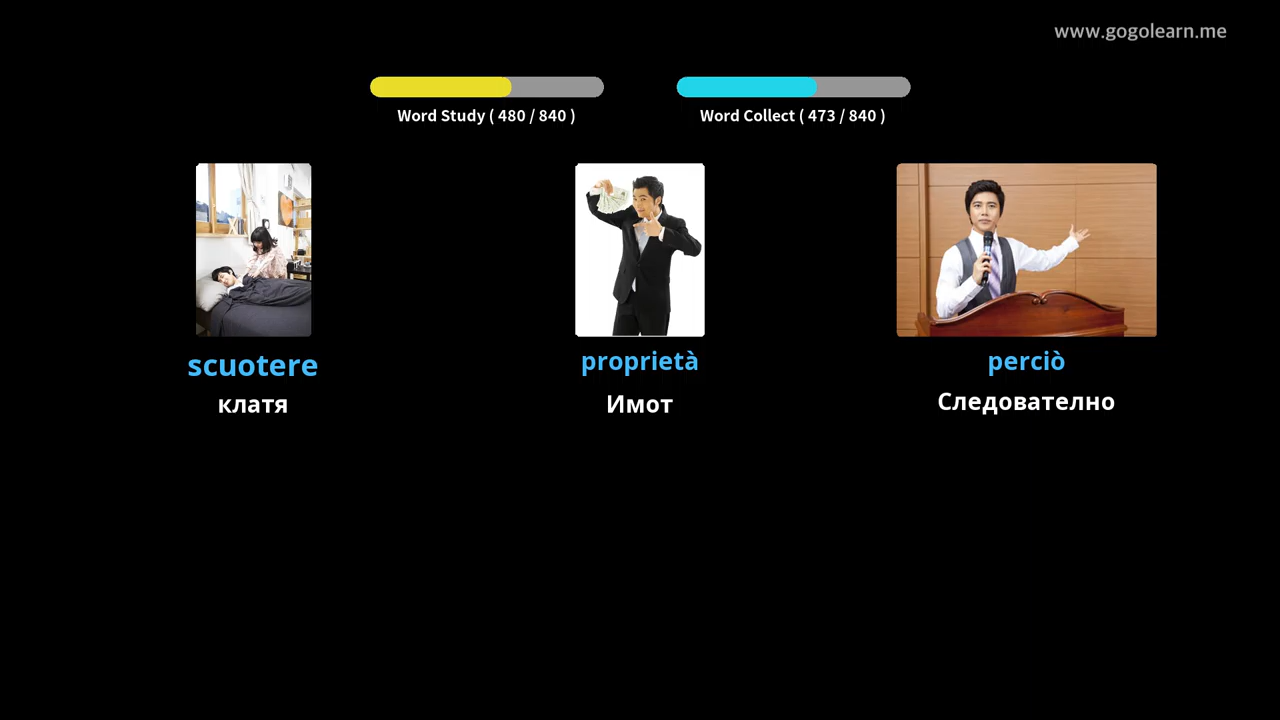 www.gogolearn.me
Word Study ( 480 / 840 )
Word Collect ( 473 / 840 )
scuotere
клатя
proprietà
Имот
perciò
Следователно